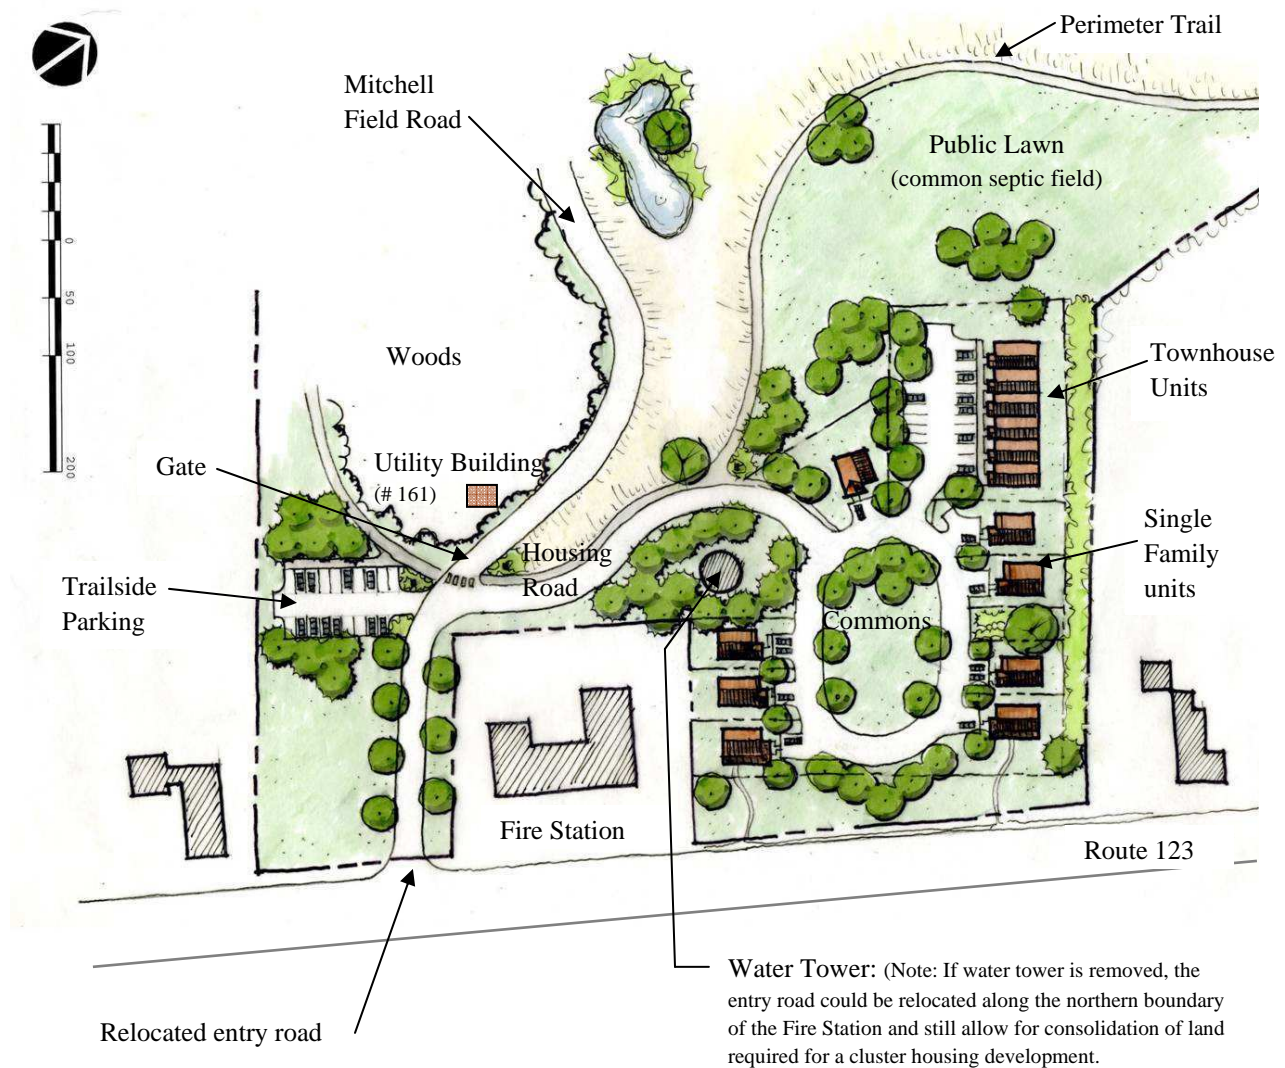 Perimeter Trail
Mitchell
Field Road
Public Lawn
(common septic field)
0
50
100
200
Woods
Townhouse
Units
Gate
Utility Building
(# 161)
Single
Family
units
Housing
Road
Trailside
Parking
Commons
Fire Station
Route 123
Relocated entry road
Water Tower: (Note: If water tower is removed, the
entry road could be relocated along the northern boundary
of the Fire Station and still allow for consolidation of land
required for a cluster housing development.